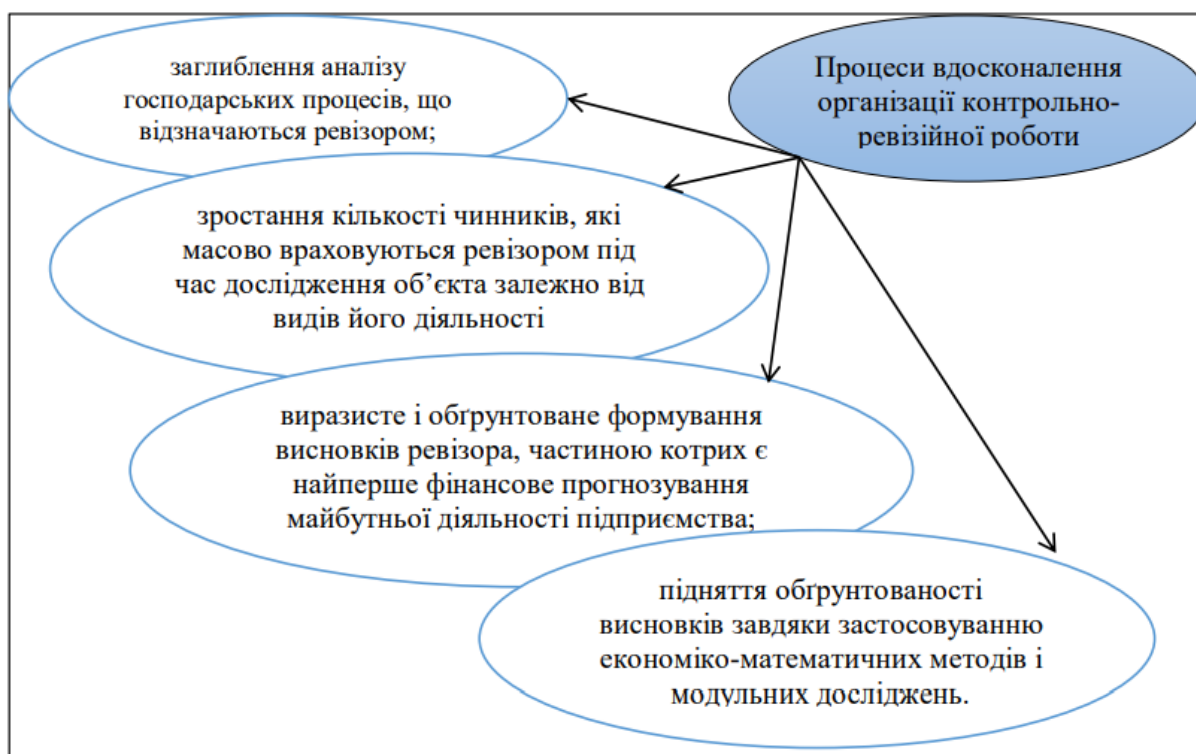 Процеси вдосконалення
організації контрольно-
ревізійної роботи
заглиблення аналізу
господарських процесів, що
відзначаються ревізором;
зростання кількості чинників, які
масово враховуються ревізором під
час дослідження об’єкта залежно від
видів його діяльності
виразисте і обґрунтоване формування
висновків ревізора, частиною котрих є
найперше фінансове прогнозування
майбутньої діяльності підприємства;
підняття обґрунтованості
висновків завдяки застосовуванню
економіко-математичних методів і
модульних досліджень.